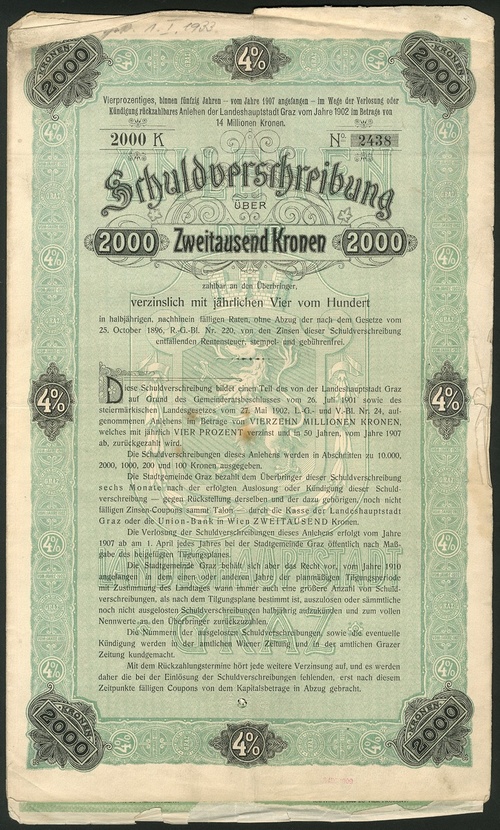 1. I. 1933.
KRONEN
2000
4%
KRONEN
2000
Vierprozentiges, binnen fünfzig Jahren – vom Jahre 1907 angefangen – im Wege der Verlosung oder
Kündigung rückzahlbares Anlehen der Landeshauptstadt Graz vom Jahre 1902 im Betrage von
14 Millionen Kronen.
2000 K
No. 2438
Schuldverschreibung
ÜBER
2000 Zweitausend Kronen 2000
zahlbar an den Überbringer,
verzinslich mit jährlichen Vier vom Hundert
in halbjährigen, nachhinein fälligen Raten, ohne Abzug der nach dem Gesetze vom
25. October 1896, R.-G.-Bl. Nr. 220, von den Zinsen dieser Schuldverschreibung
entfallenden Rentensteuer, stempel- und gebührenfrei.
4%
4%
Diese Schuldverschreibung bildet einen Teil des von der Landeshauptstadt Graz
auf Grund des Gemeinderatsbeschlusses vom 26. Juli 1901 sowie des
steiermärkischen Landesgesetzes vom 27. Mai 1902, L.-G.- und V.-Bl. Nr. 24, auf-
genommenen Anlehens im Betrage von VIERZEHN MILLIONEN KRONEN,
welches mit jährlich VIER PROZENT verzinst und in 50 Jahren, vom Jahre 1907
ab, zurückgezahlt wird.
Die Schuldverschreibungen dieses Anlehens werden in Abschnitten zu 10.000,
2000, 1000, 200 und 100 Kronen ausgegeben.
Die Stadtgemeinde Graz bezahlt dem Überbringer dieser Schuldverschreibung
sechs Monate nach der erfolgten Auslosung oder Kündigung dieser Schuld-
verschreibung — gegen Rückstellung derselben und der dazu gehörigen, noch nicht
fälligen Zinsen-Coupons sammt Talon – durch die Kasse der Landeshauptstadt
Graz oder die Union-Bank in Wien ZWEITAUSEND Kronen.
Die Verlosung der Schuldverschreibungen dieses Anlehens erfolgt vom Jahre
1907 ab am 1. April jedes Jahres bei der Stadtgemeinde Graz öffentlich nach Maß-
gabe des beigefügten Tilgungsplanes.
Die Stadtgemeinde Graz behält sich aber das Recht vor, vom Jahre 1910
angefangen in dem einen oder anderen Jahre der planmäßigen Tilgungsperiode
mit Zustimmung des Landtages wann immer auch eine größere Anzahl von Schuld-
verschreibungen, als nach dem Tilgungsplane bestimmt ist, auszulosen oder sämmtliche
noch nicht ausgelosten Schuldverschreibungen halbjährig aufzukünden und zum vollen
Nennwerte an den Überbringer zurückzuzahlen.
Die Nummern der ausgelosten Schuldverschreibungen, sowie die eventuelle
Kündigung werden in der amtlichen Wiener Zeitung und in der amtlichen Grazer
Zeitung kundgemacht.
Mit dem Rückzahlungstermine hört jede weitere Verzinsung auf, und es werden
daher die bei der Einlösung der Schuldverschreibungen fehlenden, erst nach diesem
Zeitpunkte fälligen Coupons von dem Kapitalsbetrage in Abzug gebracht.
KRONEN
2000
4%
KRONEN
2000